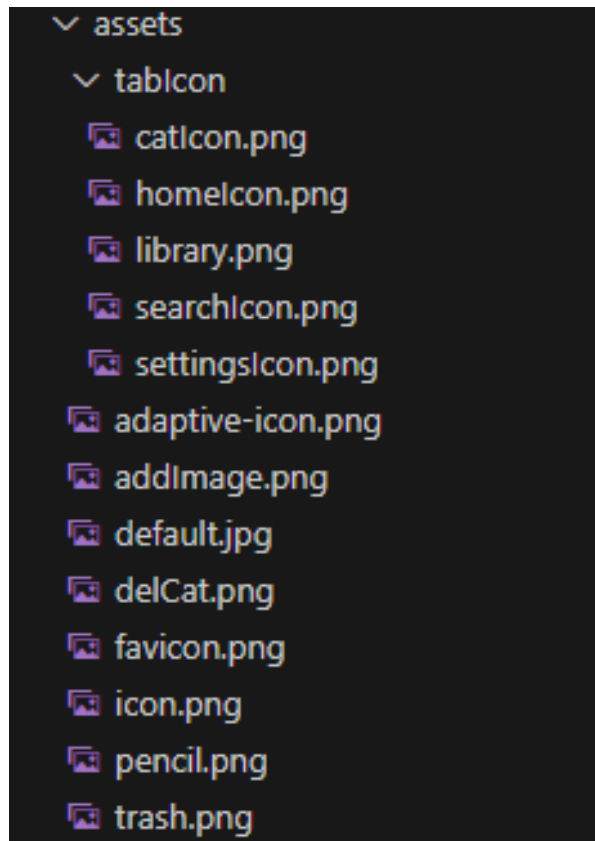 assets
tabIcon
catIcon.png
homeIcon.png
library.png
searchIcon.png
settingsIcon.png
adaptive-icon.png
addImage.png
default.jpg
delCat.png
favicon.png
icon.png
pencil.png
trash.png